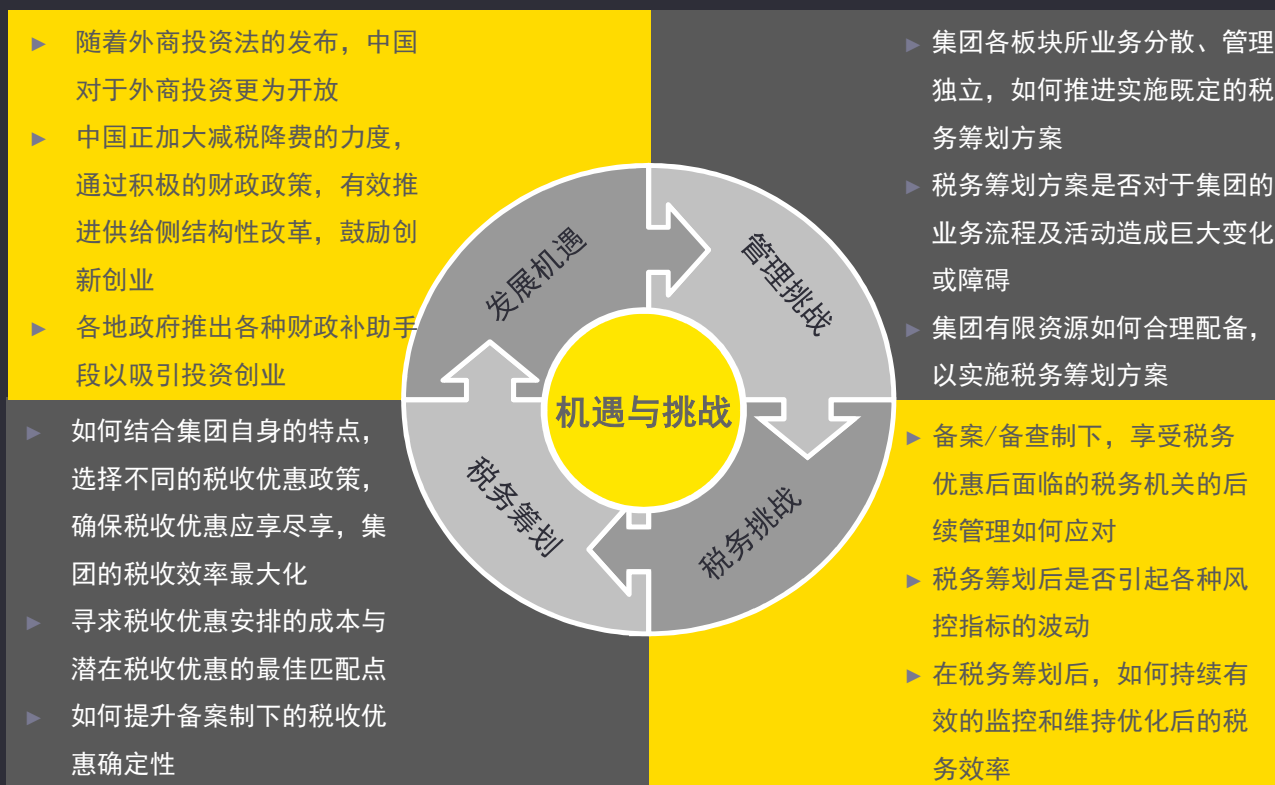 随着外商投资法的发布，中国
对于外商投资更为开放
中国正加大减税降费的力度，
通过积极的财政政策，有效推
进供给侧结构性改革，鼓励创
新创业
各地政府推出各种财政补助手
段以吸引投资创业
集团各板块所业务分散、管理
独立，如何推进实施既定的税
务筹划方案
税务筹划方案是否对于集团的
业务流程及活动造成巨大变化
或障碍
集团有限资源如何合理配备，
以实施税务筹划方案
发展机遇
管理挑战
机遇与挑战
税务筹划
税务挑战
如何结合集团自身的特点，
选择不同的税收优惠政策，
确保税收优惠应享尽享，集
团的税收效率最大化
寻求税收优惠安排的成本与
潜在税收优惠的最佳匹配点
如何提升备案制下的税收优
惠确定性
备案/备查制下，享受税务
优惠后面临的税务机关的后
续管理如何应对
税务筹划后是否引起各种风
控指标的波动
在税务筹划后，如何持续有
效的监控和维持优化后的税
务效率